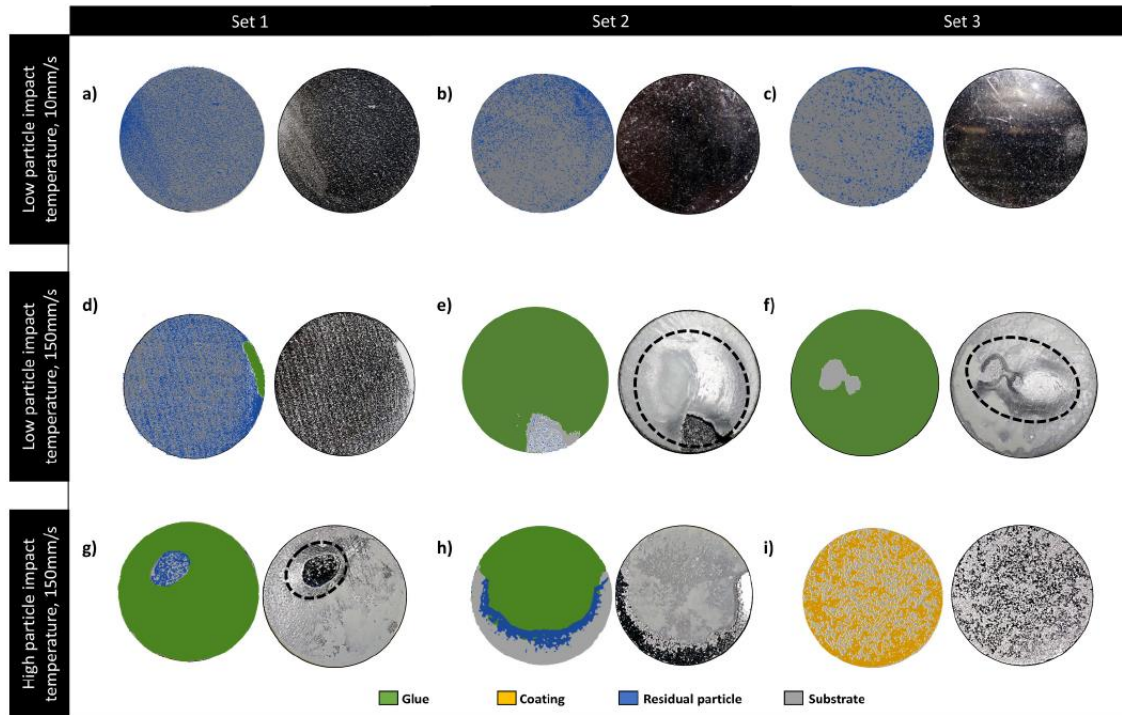 Set 1
Set 2
Set 3
Low particle impact
temperature, 10mm/s
a)
b)
c)
Low particle impact
temperature, 150mm/s
d)
e)
f)
High particle impact
temperature, 150mm/s
g)
h)
i)
Glue
Coating
Residual particle
Substrate